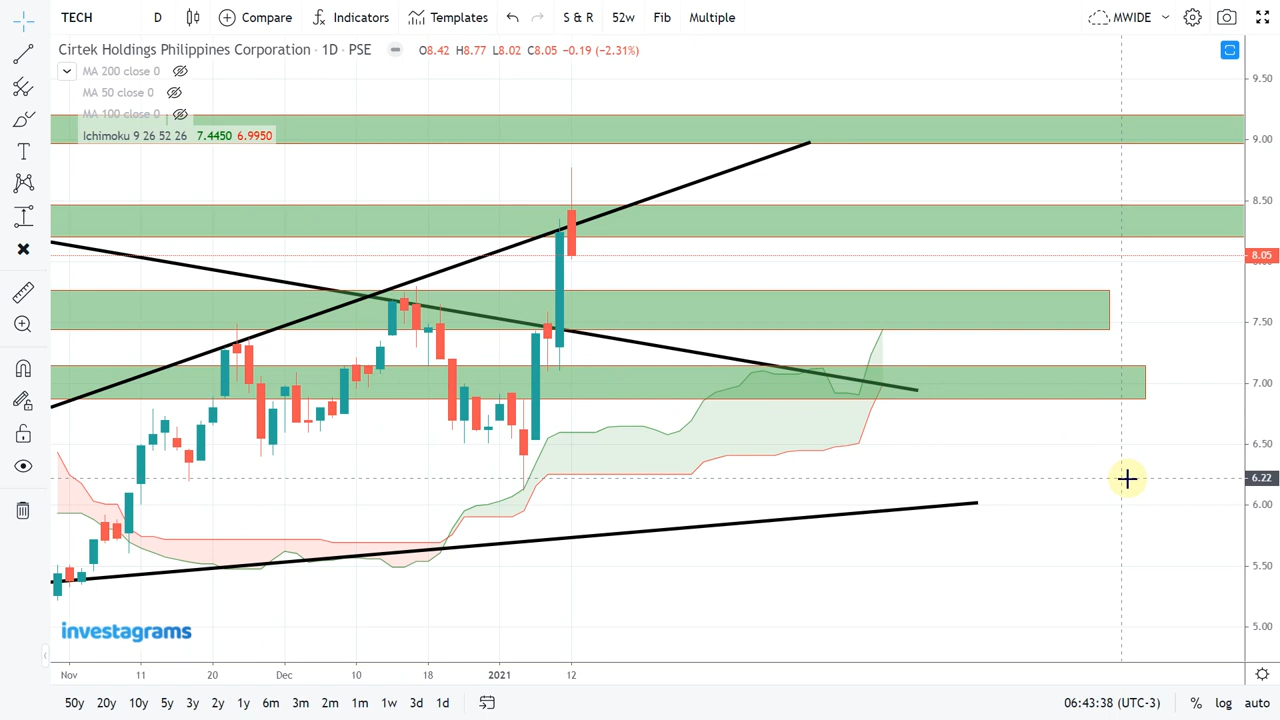 TECH D Compare Indicators Templates S & R 52w Fib Multiple MWIDE
Cirtek Holdings Philippines Corporation · 1D · PSE O8.42 H8.77 L8.02 C8.05 −0.19 (−2.31%)
MA 200 close 0
MA 50 close 0
MA 100 close 0
Ichimoku 9 26 52 26 7.4450 6.9950
9.50
9.00
8.50
8.05
7.50
7.00
6.50
6.22
6.00
5.50
5.00
investagrams
Nov 11 20 Dec 10 18 2021 12
50y 20y 10y 5y 3y 2y 1y 6m 3m 2m 1m 1w 3d 1d 06:43:38 (UTC-3) % log auto